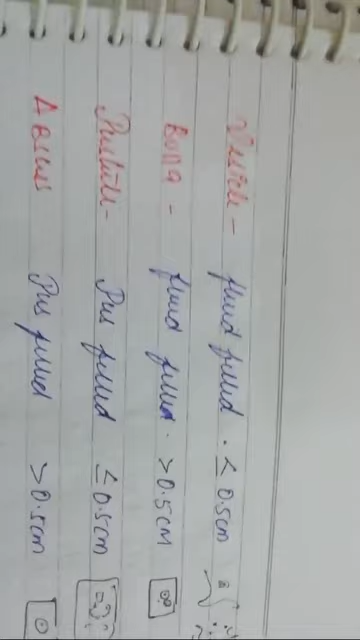 Vesicle - fluid filled . ≤ 0.5cm
Bulla - fluid filled . >0.5cm
Pustule - Pus filled ≤0.5cm
Abscess Pus filled >0.5cm